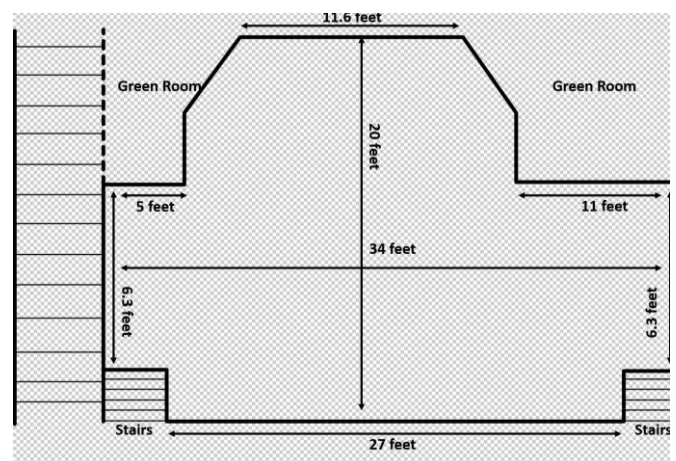 11.6 feet
Green Room
Green Room
20 feet
5 feet
11 feet
34 feet
6.3 feet
6.3 feet
Stairs
Stairs
27 feet